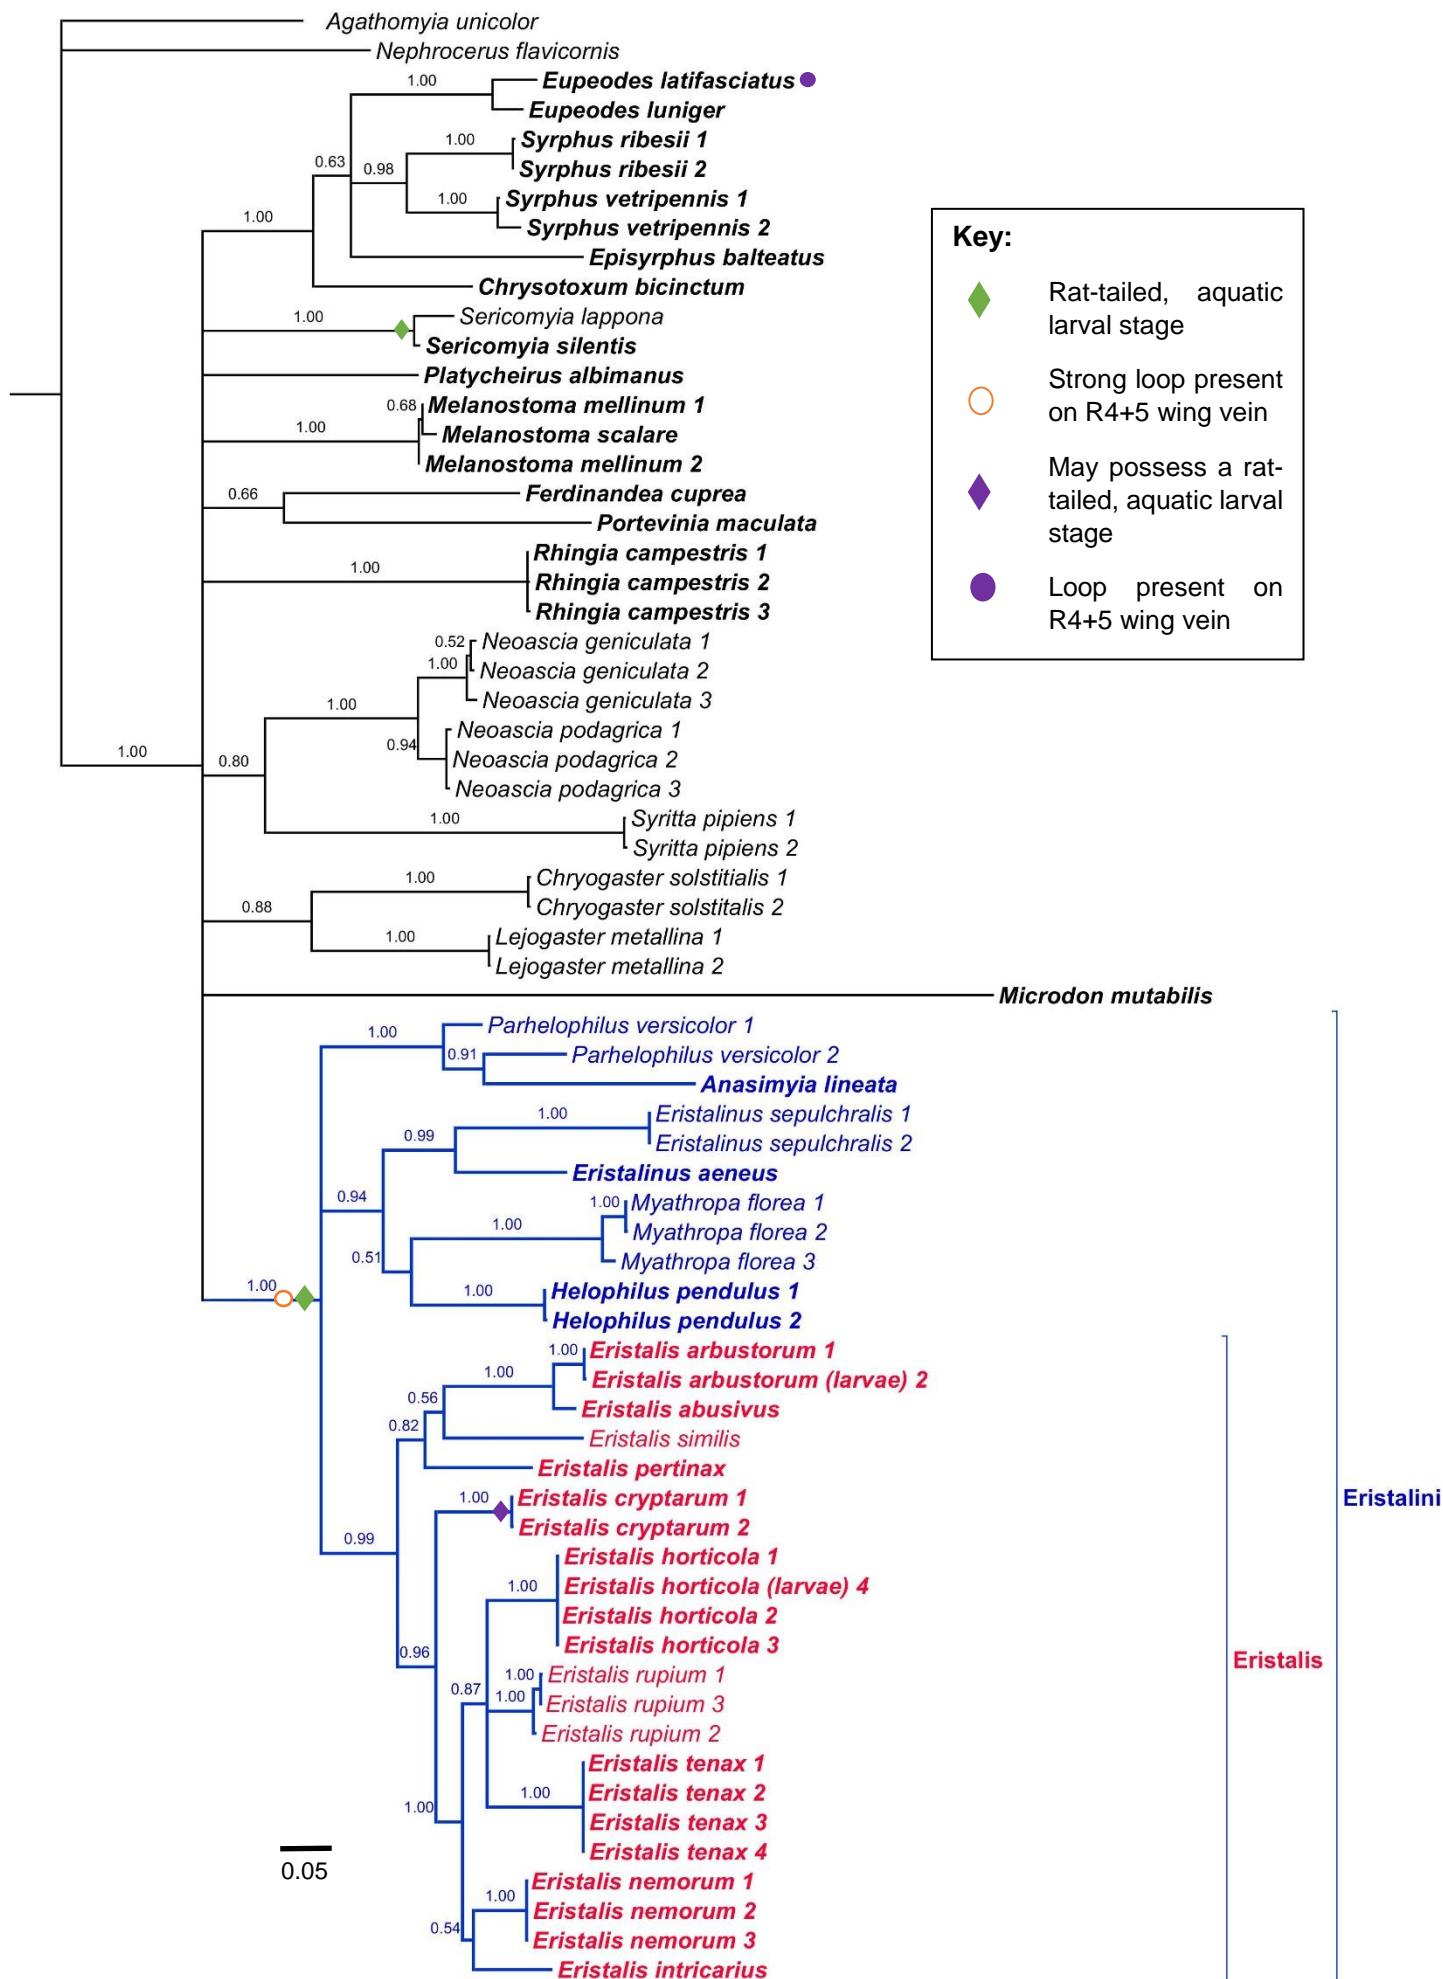 Agathomyia unicolor
Nephrocerus flavicornis
1.00
Eupeodes latifasciatus
Eupeodes luniger
1.00
Syrphus ribesii 1
Syrphus ribesii 2
0.63
0.98
1.00
Syrphus vetripennis 1
Syrphus vetripennis 2
1.00
Episyrphus balteatus
Chrysotoxum bicinctum
1.00
Sericomyia lappona
Sericomyia silentis
Platycheirus albimanus
0.68
Melanostoma mellinum 1
1.00
Melanostoma scalare
Melanostoma mellinum 2
0.66
Ferdinandea cuprea
Portevinia maculata
Rhingia campestris 1
1.00
Rhingia campestris 2
Rhingia campestris 3
0.52
Neoascia geniculata 1
1.00
Neoascia geniculata 2
Neoascia geniculata 3
1.00
Neoascia podagrica 1
0.94
Neoascia podagrica 2
Neoascia podagrica 3
1.00
0.80
1.00
Syritta pipiens 1
Syritta pipiens 2
1.00
Chryogaster solstitialis 1
Chryogaster solstitalis 2
0.88
1.00
Lejogaster metallina 1
Lejogaster metallina 2
Microdon mutabilis
1.00
Parhelophilus versicolor 1
0.91
Parhelophilus versicolor 2
Anasimyia lineata
1.00
Eristalinus sepulchralis 1
Eristalinus sepulchralis 2
0.99
Eristalinus aeneus
0.94
1.00
Myathropa florea 1
1.00
Myathropa florea 2
0.51
Myathropa florea 3
1.00
1.00
Helophilus pendulus 1
Helophilus pendulus 2
1.00
Eristalis arbustorum 1
1.00
Eristalis arbustorum (larvae) 2
0.56
Eristalis abusivus
0.82
Eristalis similis
Eristalis pertinax
1.00
Eristalis cryptarum 1
Eristalis cryptarum 2
0.99
Eristalis horticola 1
1.00
Eristalis horticola (larvae) 4
Eristalis horticola 2
Eristalis horticola 3
0.96
1.00
Eristalis rupium 1
0.87
1.00
Eristalis rupium 3
Eristalis rupium 2
Eristalis tenax 1
1.00
Eristalis tenax 2
1.00
Eristalis tenax 3
Eristalis tenax 4
Eristalis nemorum 1
1.00
Eristalis nemorum 2
0.54
Eristalis nemorum 3
Eristalis intricarius
0.05
Key:
Rat-tailed, aquatic
larval stage
Strong loop present
on R4+5 wing vein
May possess a rat-
tailed, aquatic larval
stage
Loop present on
R4+5 wing vein
Eristalini
Eristalis